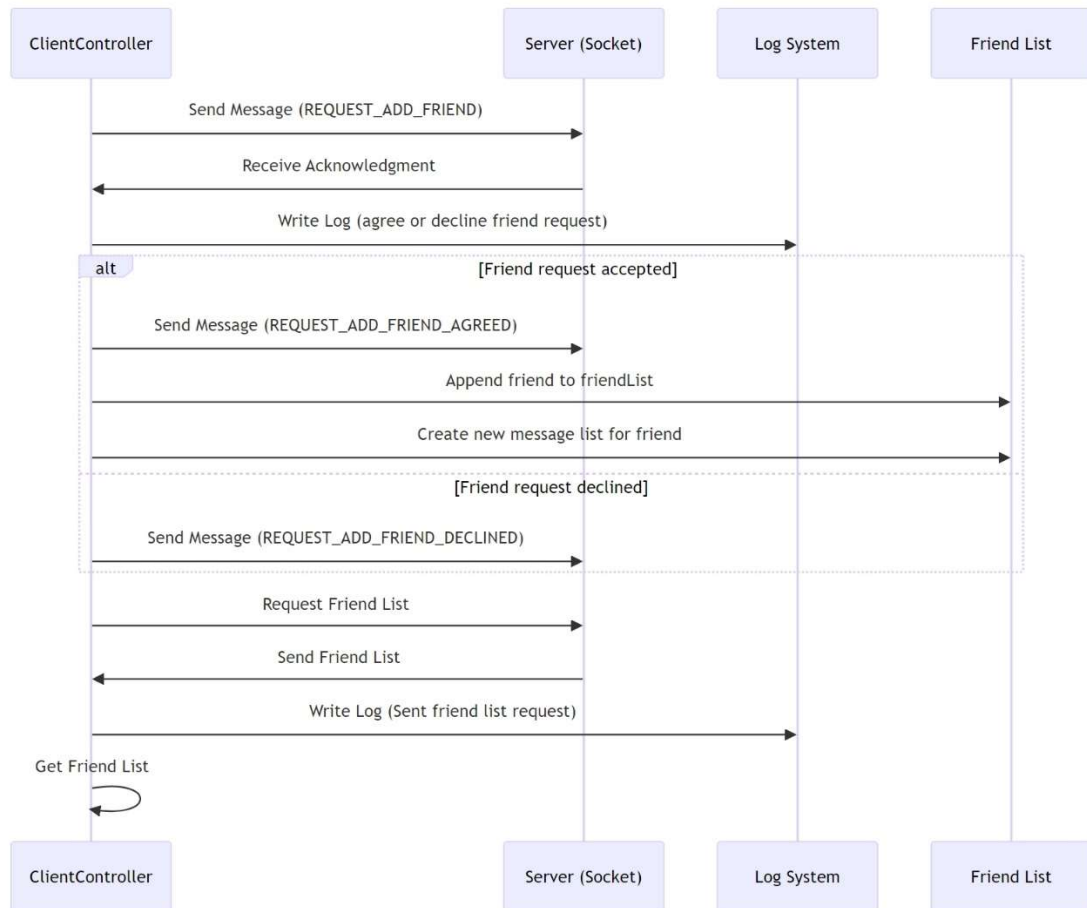 ClientController
Server (Socket)
Log System
Friend List
Send Message (REQUEST_ADD_FRIEND)
Receive Acknowledgment
Write Log (agree or decline friend request)
alt
[Friend request accepted]
Send Message (REQUEST_ADD_FRIEND_AGREED)
Append friend to friendList
Create new message list for friend
[Friend request declined]
Send Message (REQUEST_ADD_FRIEND_DECLINED)
Request Friend List
Send Friend List
Write Log (Sent friend list request)
Get Friend List
ClientController
Server (Socket)
Log System
Friend List